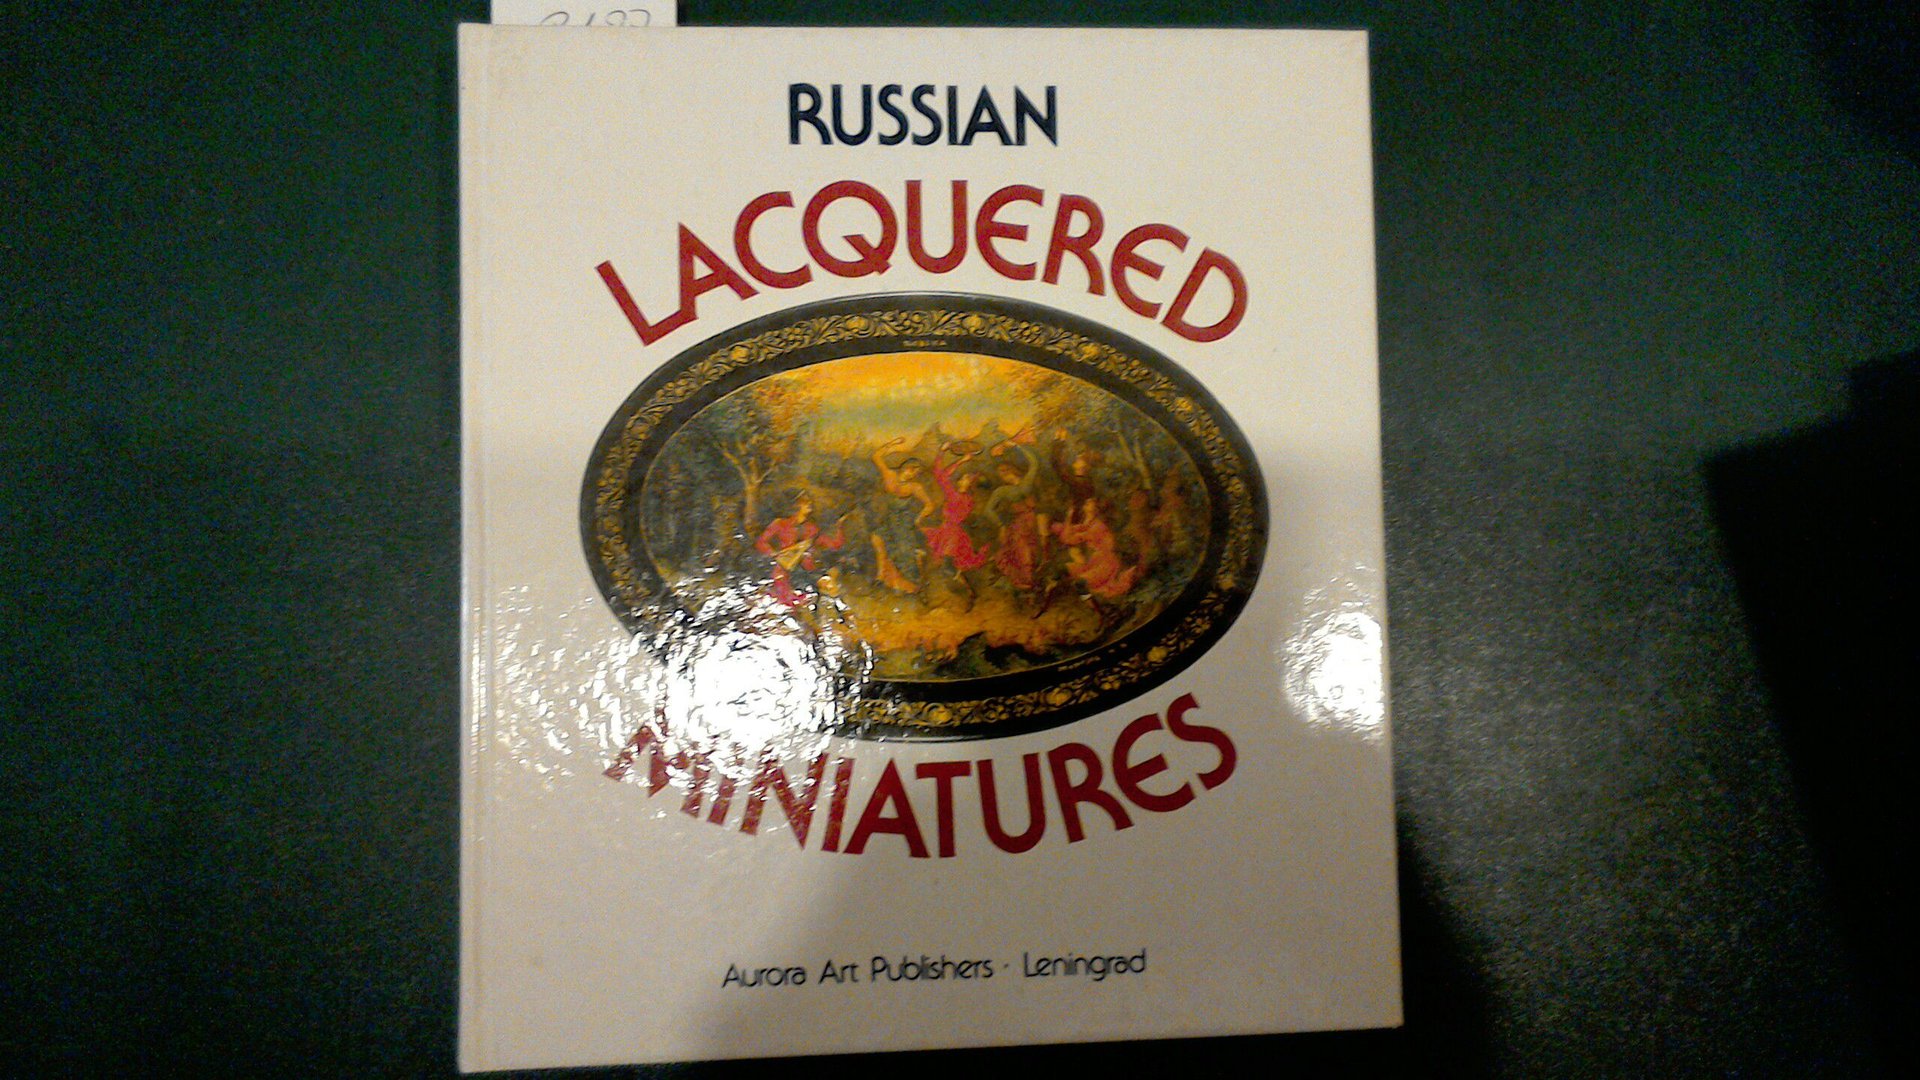 RUSSIAN
LACQUERED
MINIATURES
Aurora Art Publishers · Leningrad